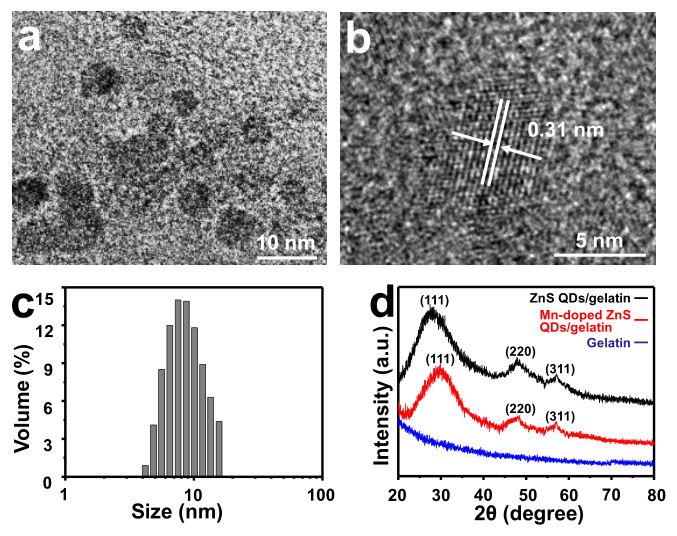 a
10 nm
b
0.31 nm
5 nm
c
15
12
9
6
3
0
Volume (%)
1
10
100
Size (nm)
d
ZnS QDs/gelatin
Mn-doped ZnS
QDs/gelatin
Gelatin
(111)
(220)
(311)
(111)
(220)
(311)
Intensity (a.u.)
20
30
40
50
60
70
80
2θ (degree)